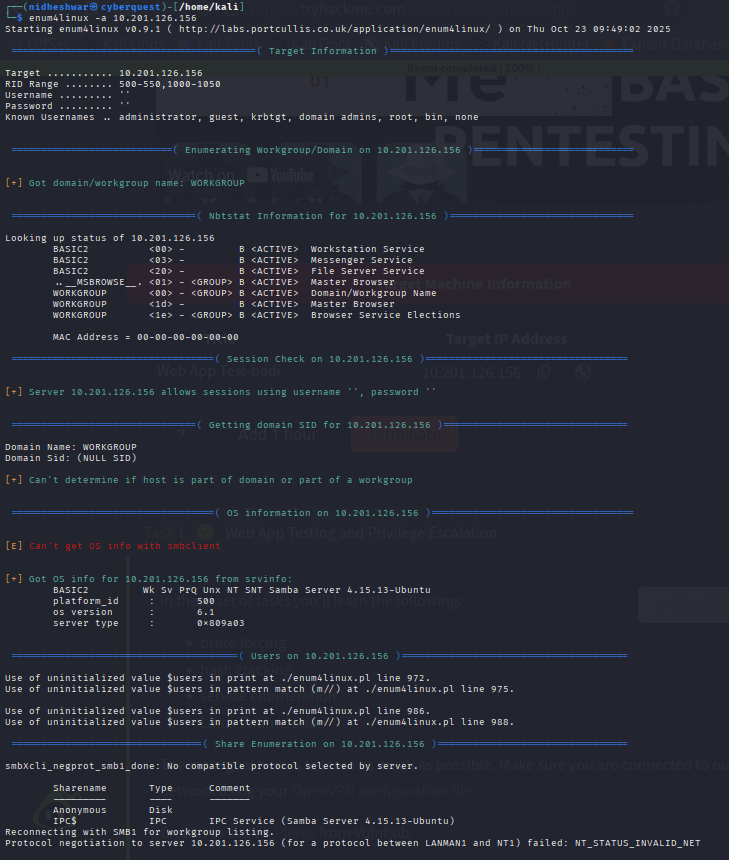 ┌──(nidheshwar㉿cyberquest)-[/home/kali]
└─$ enum4linux -a 10.201.126.156
Starting enum4linux v0.9.1 ( http://labs.portcullis.co.uk/application/enum4linux/ ) on Thu Oct 23 09:49:02 2025
=========================================( Target Information )=========================================
Target ........... 10.201.126.156
RID Range ........ 500-550,1000-1050
Username ......... ''
Password ......... ''
Known Usernames .. administrator, guest, krbtgt, domain admins, root, bin, none
===========================( Enumerating Workgroup/Domain on 10.201.126.156 )===========================
[+] Got domain/workgroup name: WORKGROUP
===============================( Nbtstat Information for 10.201.126.156 )===============================
Looking up status of 10.201.126.156
BASIC2 <00> - B <ACTIVE> Workstation Service
BASIC2 <03> - B <ACTIVE> Messenger Service
BASIC2 <20> - B <ACTIVE> File Server Service
..__MSBROWSE__. <01> - <GROUP> B <ACTIVE> Master Browser
WORKGROUP <00> - <GROUP> B <ACTIVE> Domain/Workgroup Name
WORKGROUP <1d> - B <ACTIVE> Master Browser
WORKGROUP <1e> - <GROUP> B <ACTIVE> Browser Service Elections
MAC Address = 00-00-00-00-00-00
==================================( Session Check on 10.201.126.156 )==================================
[+] Server 10.201.126.156 allows sessions using username '', password ''
===============================( Getting domain SID for 10.201.126.156 )===============================
Domain Name: WORKGROUP
Domain Sid: (NULL SID)
[+] Can't determine if host is part of domain or part of a workgroup
==================================( OS information on 10.201.126.156 )==================================
[E] Can't get OS info with smbclient
[+] Got OS info for 10.201.126.156 from srvinfo:
BASIC2 Wk Sv PrQ Unx NT SNT Samba Server 4.15.13-Ubuntu
platform_id : 500
os version : 6.1
server type : 0x809a03
======================================( Users on 10.201.126.156 )======================================
Use of uninitialized value $users in print at ./enum4linux.pl line 972.
Use of uninitialized value $users in pattern match (m//) at ./enum4linux.pl line 975.
Use of uninitialized value $users in print at ./enum4linux.pl line 986.
Use of uninitialized value $users in pattern match (m//) at ./enum4linux.pl line 988.
================================( Share Enumeration on 10.201.126.156 )================================
smbXcli_negprot_smb1_done: No compatible protocol selected by server.
Sharename Type Comment
--------- ---- -------
Anonymous Disk
IPC$ IPC IPC Service (Samba Server 4.15.13-Ubuntu)
Reconnecting with SMB1 for workgroup listing.
Protocol negotiation to server 10.201.126.156 (for a protocol between LANMAN1 and NT1) failed: NT_STATUS_INVALID_NET